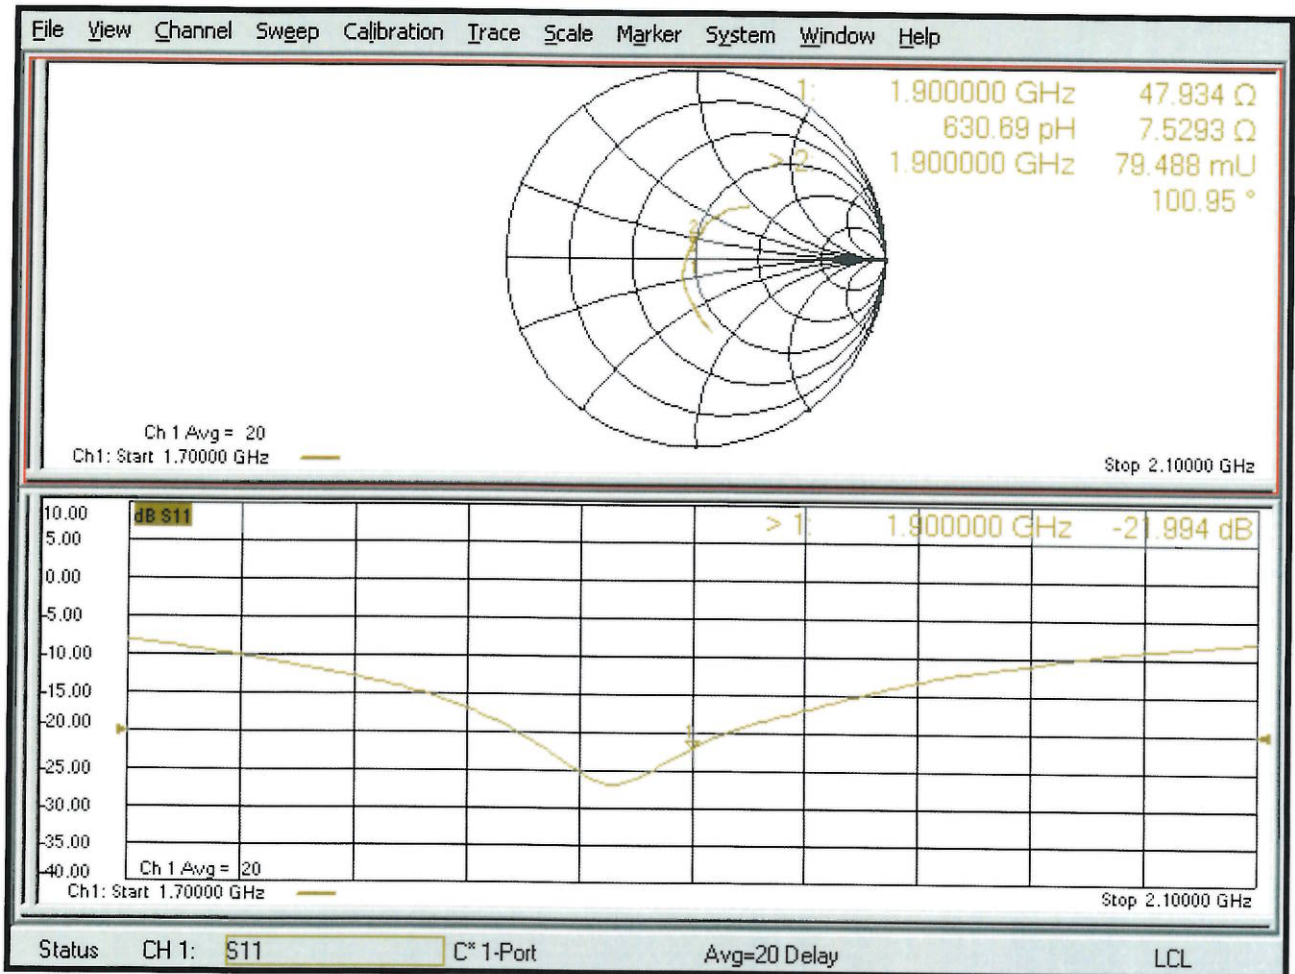 File View Channel Sweep Calibration Trace Scale Marker System Window Help
1: 1.900000 GHz 47.934 Ω
630.69 pH 7.5293 Ω
> 2: 1.900000 GHz 79.488 mU
100.95 °
2
1
Ch 1 Avg = 20
Ch1: Start 1.70000 GHz
Stop 2.10000 GHz
10.00
dB S11
> 1: 1.900000 GHz -21.994 dB
5.00
0.00
-5.00
-10.00
-15.00
-20.00
1
-25.00
-30.00
-35.00
-40.00
Ch 1 Avg = 20
Ch1: Start 1.70000 GHz
Stop 2.10000 GHz
Status CH 1: S11 C* 1-Port Avg=20 Delay LCL